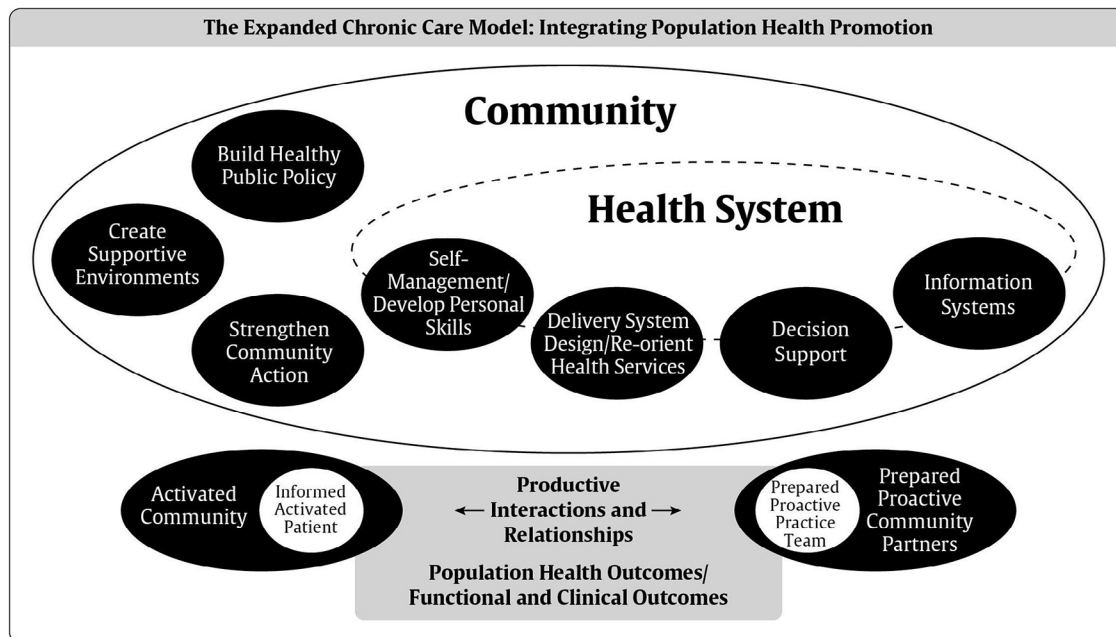 The Expanded Chronic Care Model: Integrating Population Health Promotion
Community
Build Healthy
Public Policy
Health System
Create
Supportive
Environments
Self-
Management/
Develop Personal
Skills
Information
Systems
Strengthen
Community
Action
Delivery System
Design/Re-orient
Health Services
Decision
Support
Activated
Community
Informed
Activated
Patient
Productive
Interactions and
Relationships
Prepared
Proactive
Practice
Team
Prepared
Proactive
Community
Partners
Population Health Outcomes/
Functional and Clinical Outcomes